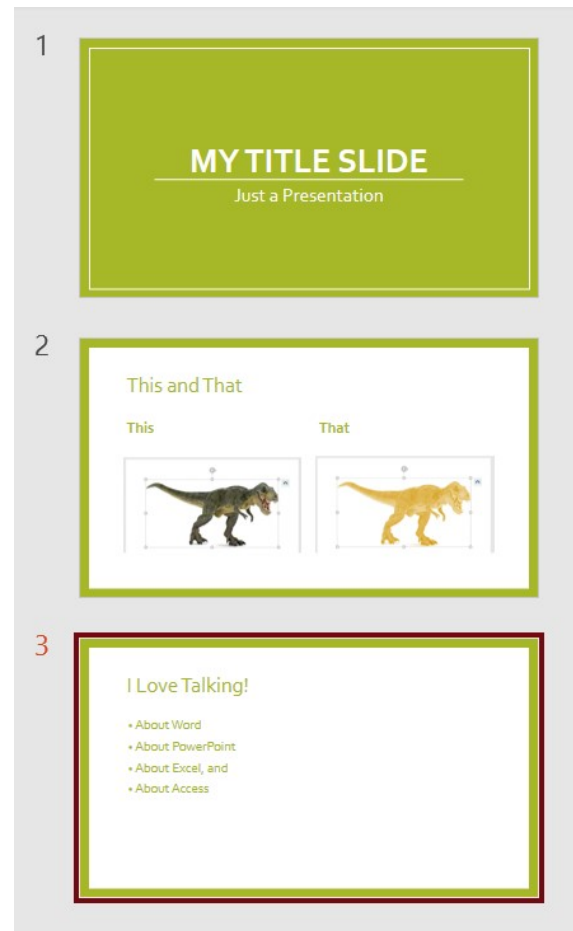 1
MY TITLE SLIDE
Just a Presentation
2
This and That
This That
3
I Love Talking!
• About Word
• About PowerPoint
• About Excel, and
• About Access